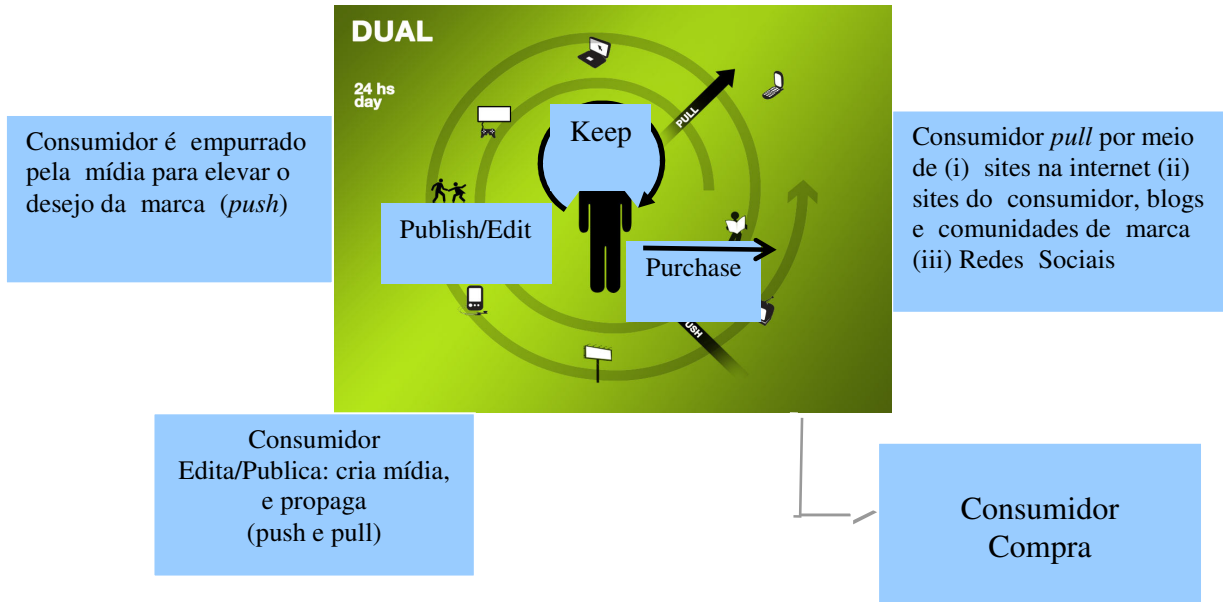 DUAL
24 hs
day
PULL
Keep
Consumidor é empurrado
pela mídia para elevar o
desejo da marca (push)
Publish/Edit
Purchase
Consumidor pull por meio
de (i) sites na internet (ii)
sites do consumidor, blogs
e comunidades de marca
(iii) Redes Sociais
USH
Consumidor
Edita/Publica: cria mídia,
e propaga
(push e pull)
Consumidor
Compra